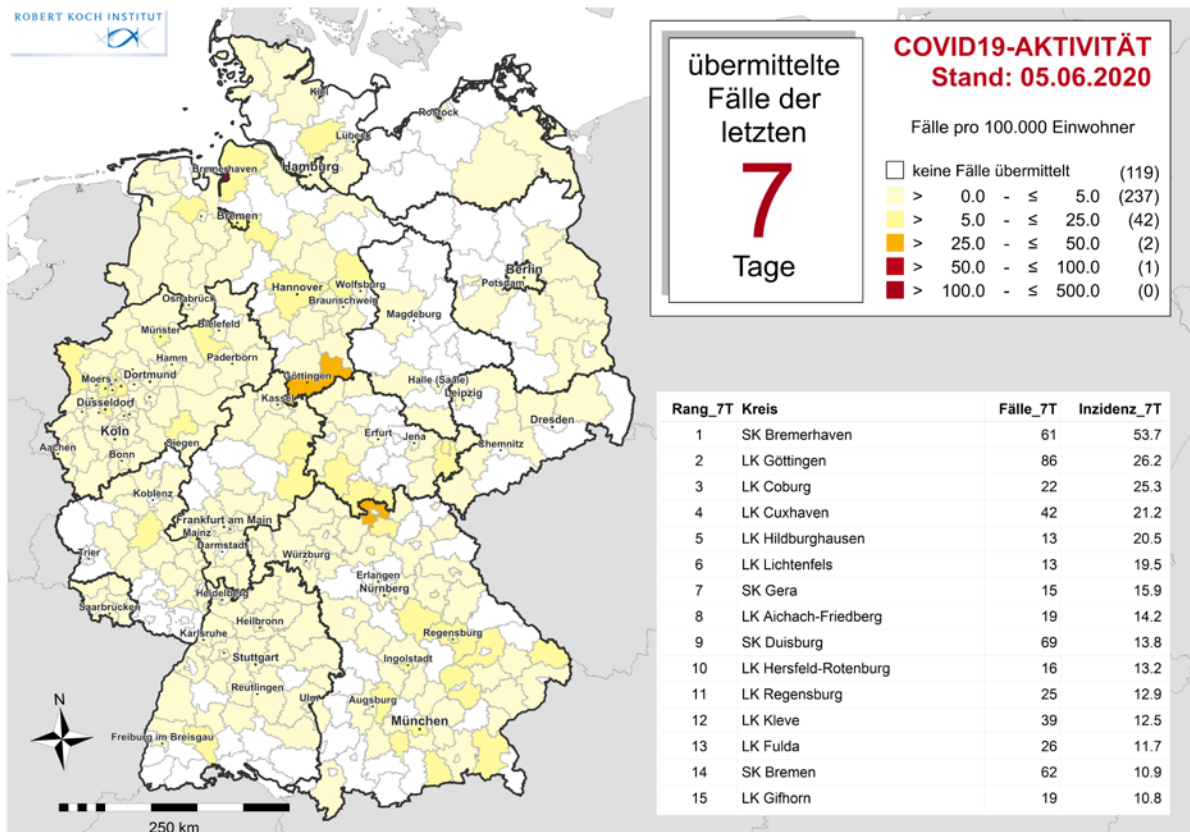 ROBERT KOCH INSTITUT
übermittelte
Fälle der
letzten
7
Tage
COVID19-AKTIVITÄT
Stand: 05.06.2020
Fälle pro 100.000 Einwohner
keine Fälle übermittelt (119)
> 0.0 - ≤ 5.0 (237)
> 5.0 - ≤ 25.0 (42)
> 25.0 - ≤ 50.0 (2)
> 50.0 - ≤ 100.0 (1)
> 100.0 - ≤ 500.0 (0)
Kiel
Rostock
Lübeck
Hamburg
Bremerhaven
Bremen
Berlin
Potsdam
Hannover
Wolfsburg
Braunschweig
Osnabrück
Magdeburg
Bielefeld
Münster
Hamm
Paderborn
Moers
Dortmund
Göttingen
Halle (Saale)
Leipzig
Kassel
Düsseldorf
Dresden
Köln
Erfurt
Jena
Chemnitz
Siegen
Aachen
Bonn
Koblenz
Frankfurt am Main
Mainz
Darmstadt
Trier
Würzburg
Erlangen
Nürnberg
Heidelberg
Saarbrücken
Heilbronn
Karlsruhe
Regensburg
Stuttgart
Ingolstadt
Reutlingen
Ulm
Augsburg
München
Freiburg im Breisgau
N
250 km
Rang_7T Kreis Fälle_7T Inzidenz_7T
1 SK Bremerhaven 61 53.7
2 LK Göttingen 86 26.2
3 LK Coburg 22 25.3
4 LK Cuxhaven 42 21.2
5 LK Hildburghausen 13 20.5
6 LK Lichtenfels 13 19.5
7 SK Gera 15 15.9
8 LK Aichach-Friedberg 19 14.2
9 SK Duisburg 69 13.8
10 LK Hersfeld-Rotenburg 16 13.2
11 LK Regensburg 25 12.9
12 LK Kleve 39 12.5
13 LK Fulda 26 11.7
14 SK Bremen 62 10.9
15 LK Gifhorn 19 10.8